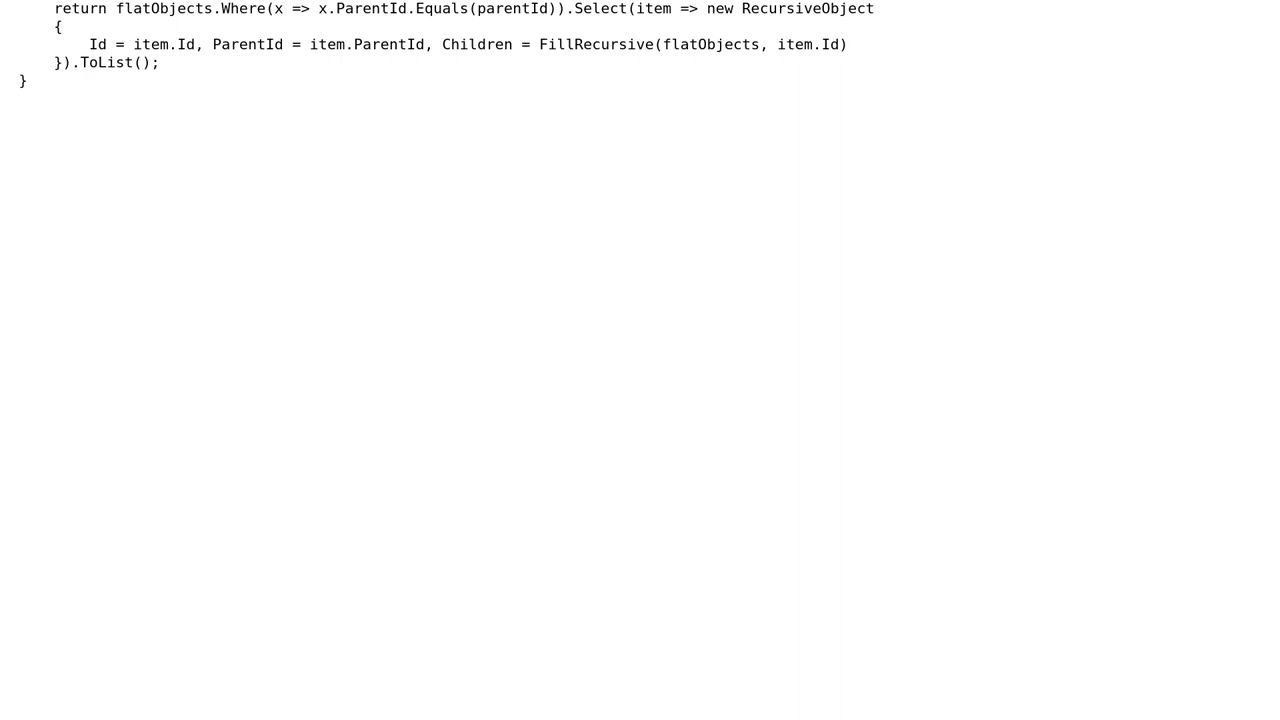 return flatObjects.Where(x => x.ParentId.Equals(parentId)).Select(item => new RecursiveObject
{
Id = item.Id, ParentId = item.ParentId, Children = FillRecursive(flatObjects, item.Id)
}).ToList();
}